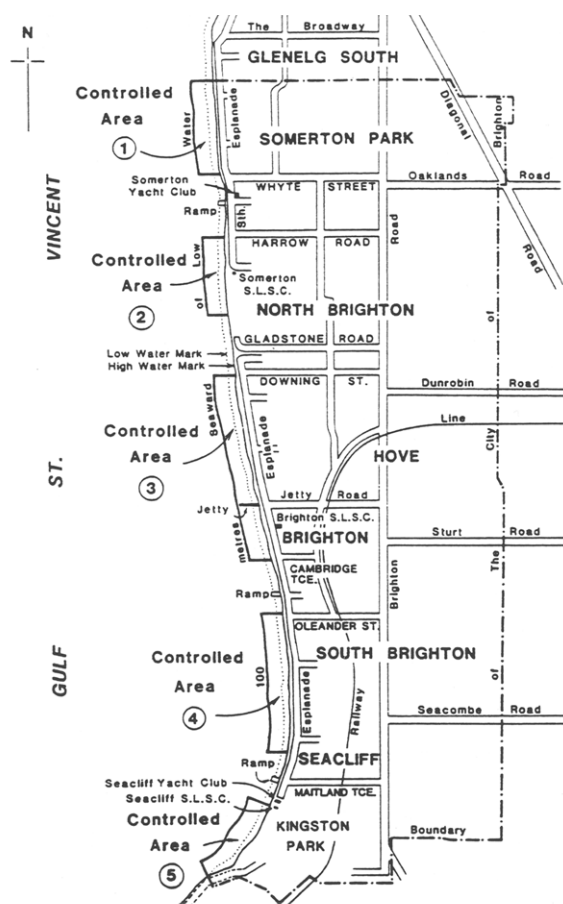 The Broadway
N
GLENELG SOUTH
Controlled
Area
1
Water
Esplanade
Diagonal
Road
Brighton
SOMERTON PARK
Somerton
Yacht Club
WHYTE STREET
Oaklands Road
Ramp
Sth.
Road
VINCENT
HARROW ROAD
Controlled
Area
2
Low
of
Somerton
S.L.S.C.
NORTH BRIGHTON
of
GLADSTONE ROAD
Low Water Mark
High Water Mark
DOWNING ST.
Dunrobin Road
Seaward
Line
City
Controlled
Area
3
Esplanade
HOVE
ST.
Jetty Road
Jetty
Brighton S.L.S.C.
metres
BRIGHTON
Sturt Road
The
CAMBRIDGE
TCE.
Brighton
Ramp
OLEANDER ST.
SOUTH BRIGHTON
Controlled
Area
4
100
Esplanade
Railway
of
GULF
Seacombe Road
SEACLIFF
Ramp
Seacliff Yacht Club
Seacliff S.L.S.C.
MAITLAND TCE.
Controlled
Area
5
KINGSTON
PARK
Boundary